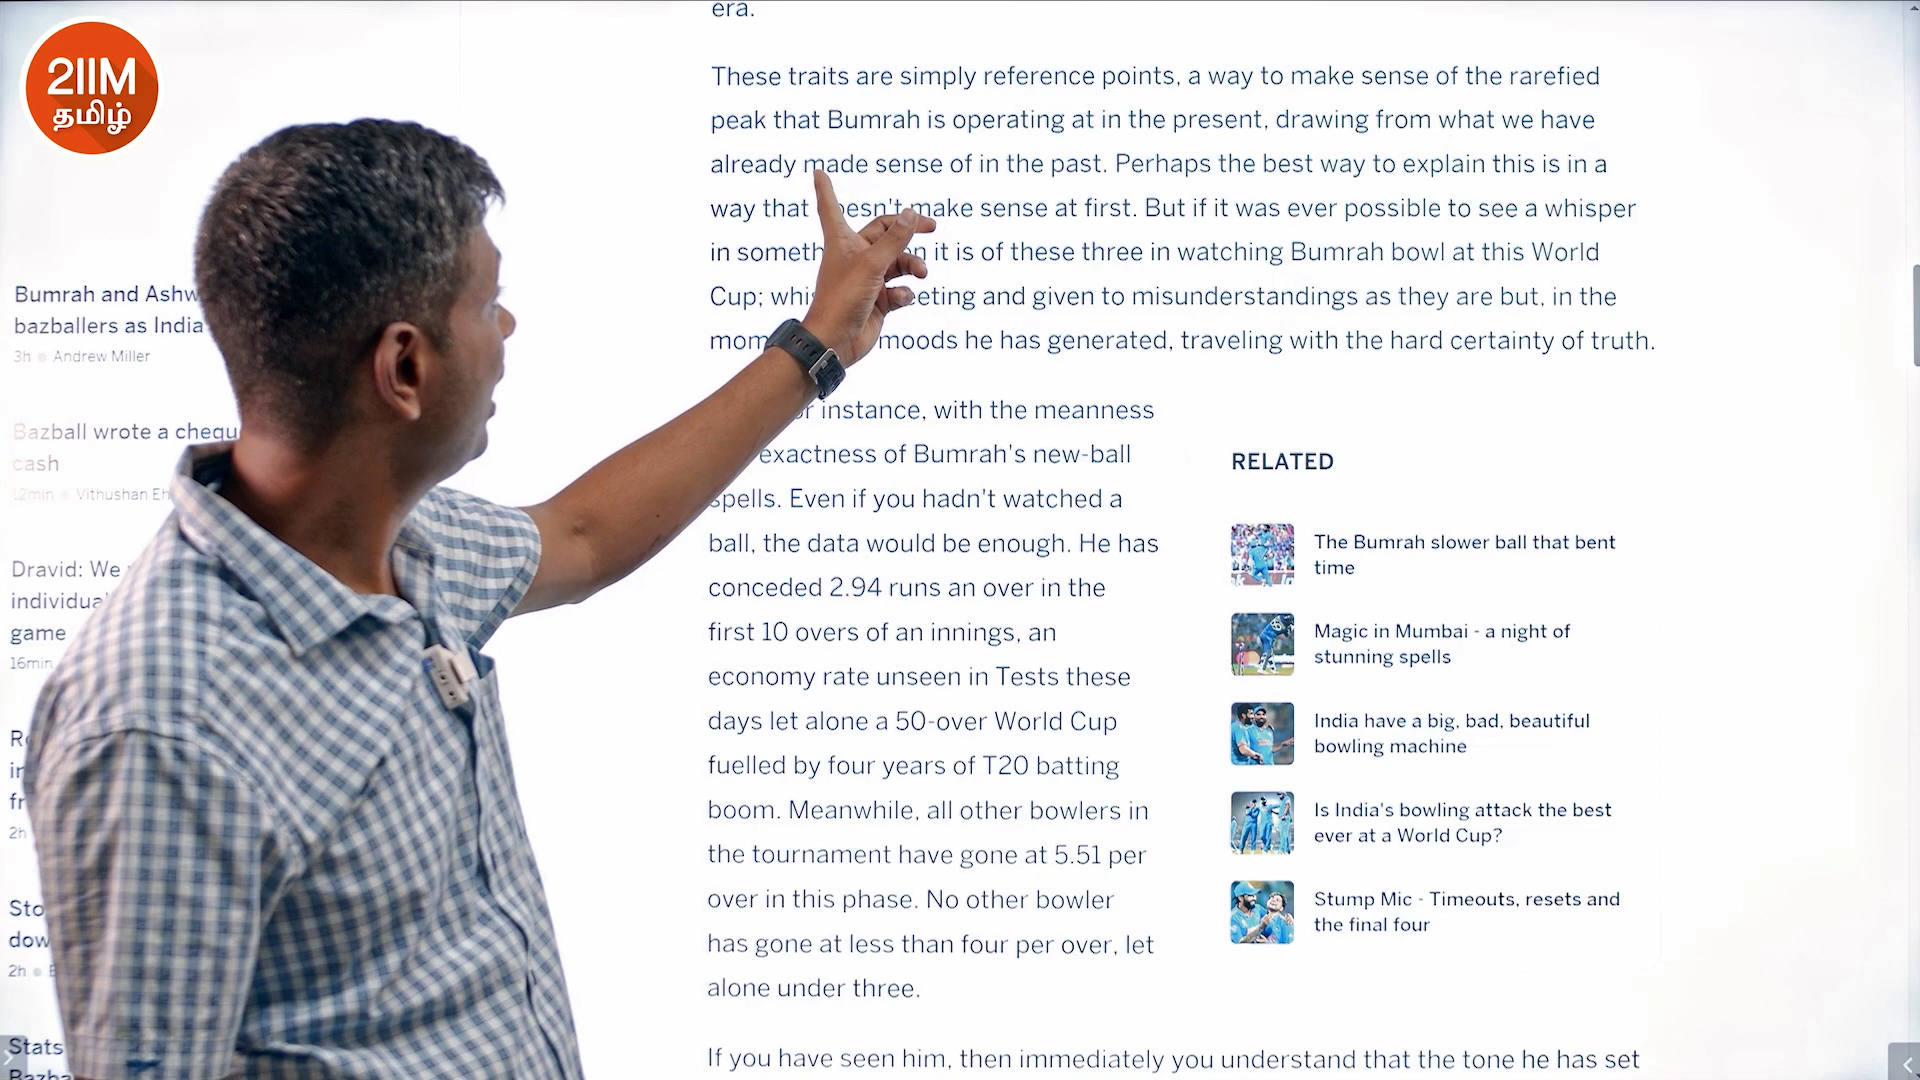 2IIM
தமிழ்
era.
These traits are simply reference points, a way to make sense of the rarefied
peak that Bumrah is operating at in the present, drawing from what we have
already made sense of in the past. Perhaps the best way to explain this is in a
way that doesn't make sense at first. But if it was ever possible to see a whisper
in it is of these three in watching Bumrah bowl at this World
Cup; and given to misunderstandings as they are but, in the
moods he has generated, traveling with the hard certainty of truth.
instance, with the meanness
exactness of Bumrah's new-ball
spells. Even if you hadn't watched a
ball, the data would be enough. He has
conceded 2.94 runs an over in the
first 10 overs of an innings, an
economy rate unseen in Tests these
days let alone a 50-over World Cup
fuelled by four years of T20 batting
boom. Meanwhile, all other bowlers in
the tournament have gone at 5.51 per
over in this phase. No other bowler
has gone at less than four per over, let
alone under three.
If you have seen him, then immediately you understand that the tone he has set
RELATED
The Bumrah slower ball that bent
time
Magic in Mumbai - a night of
stunning spells
India have a big, bad, beautiful
bowling machine
Is India's bowling attack the best
ever at a World Cup?
Stump Mic - Timeouts, resets and
the final four
Bumrah and
bazballers as India
3h Andrew Miller
Bazball wrote a
cash
12min Vithushan
Dravid: We
game
16min
2h
2h
Stats